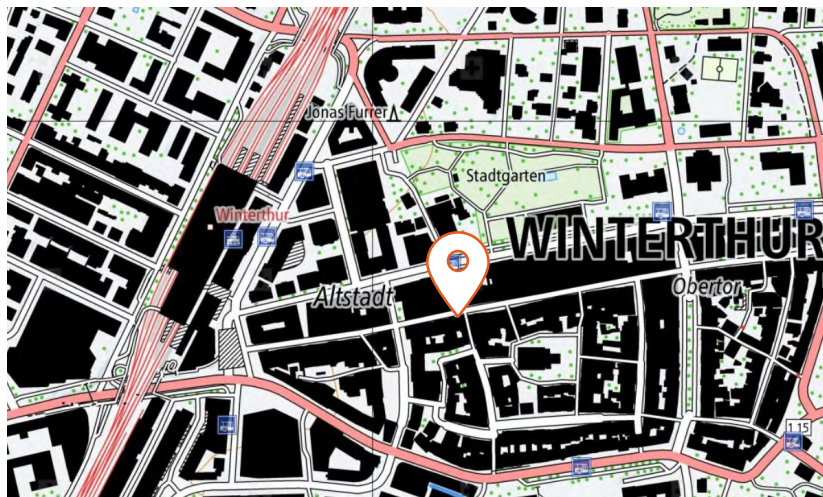 Jonas Furrer
Stadtgarten
Winterthur
WINTERTHUR
Altstadt
Obertor
1 15